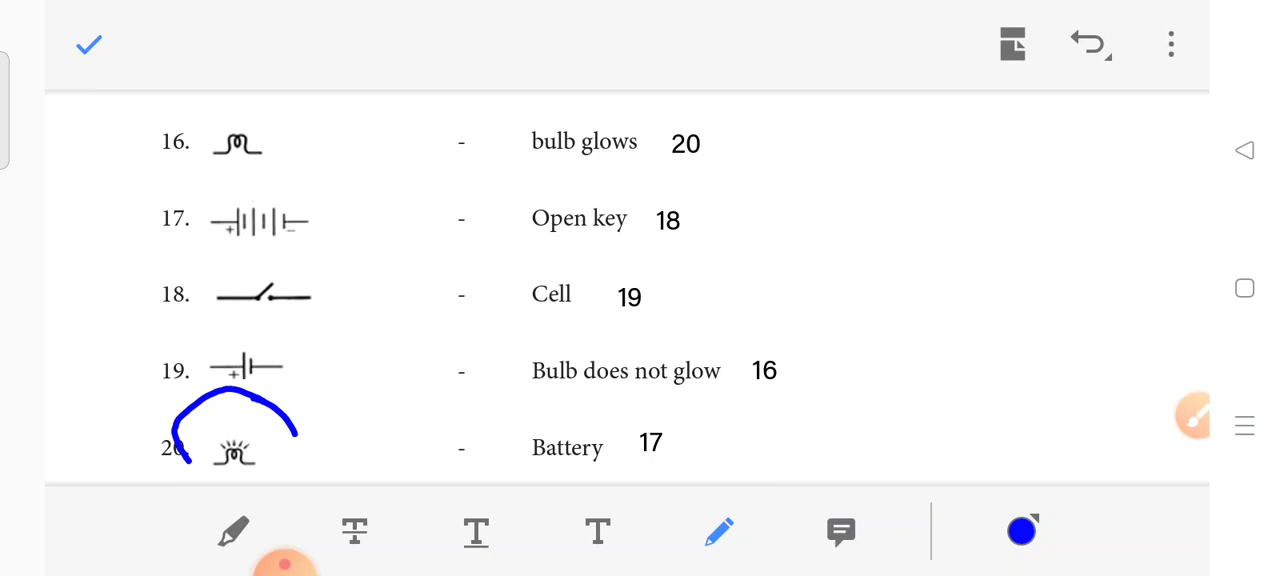 16. - bulb glows 20
17. - Open key 18
18. - Cell 19
19. - Bulb does not glow 16
20. - Battery 17